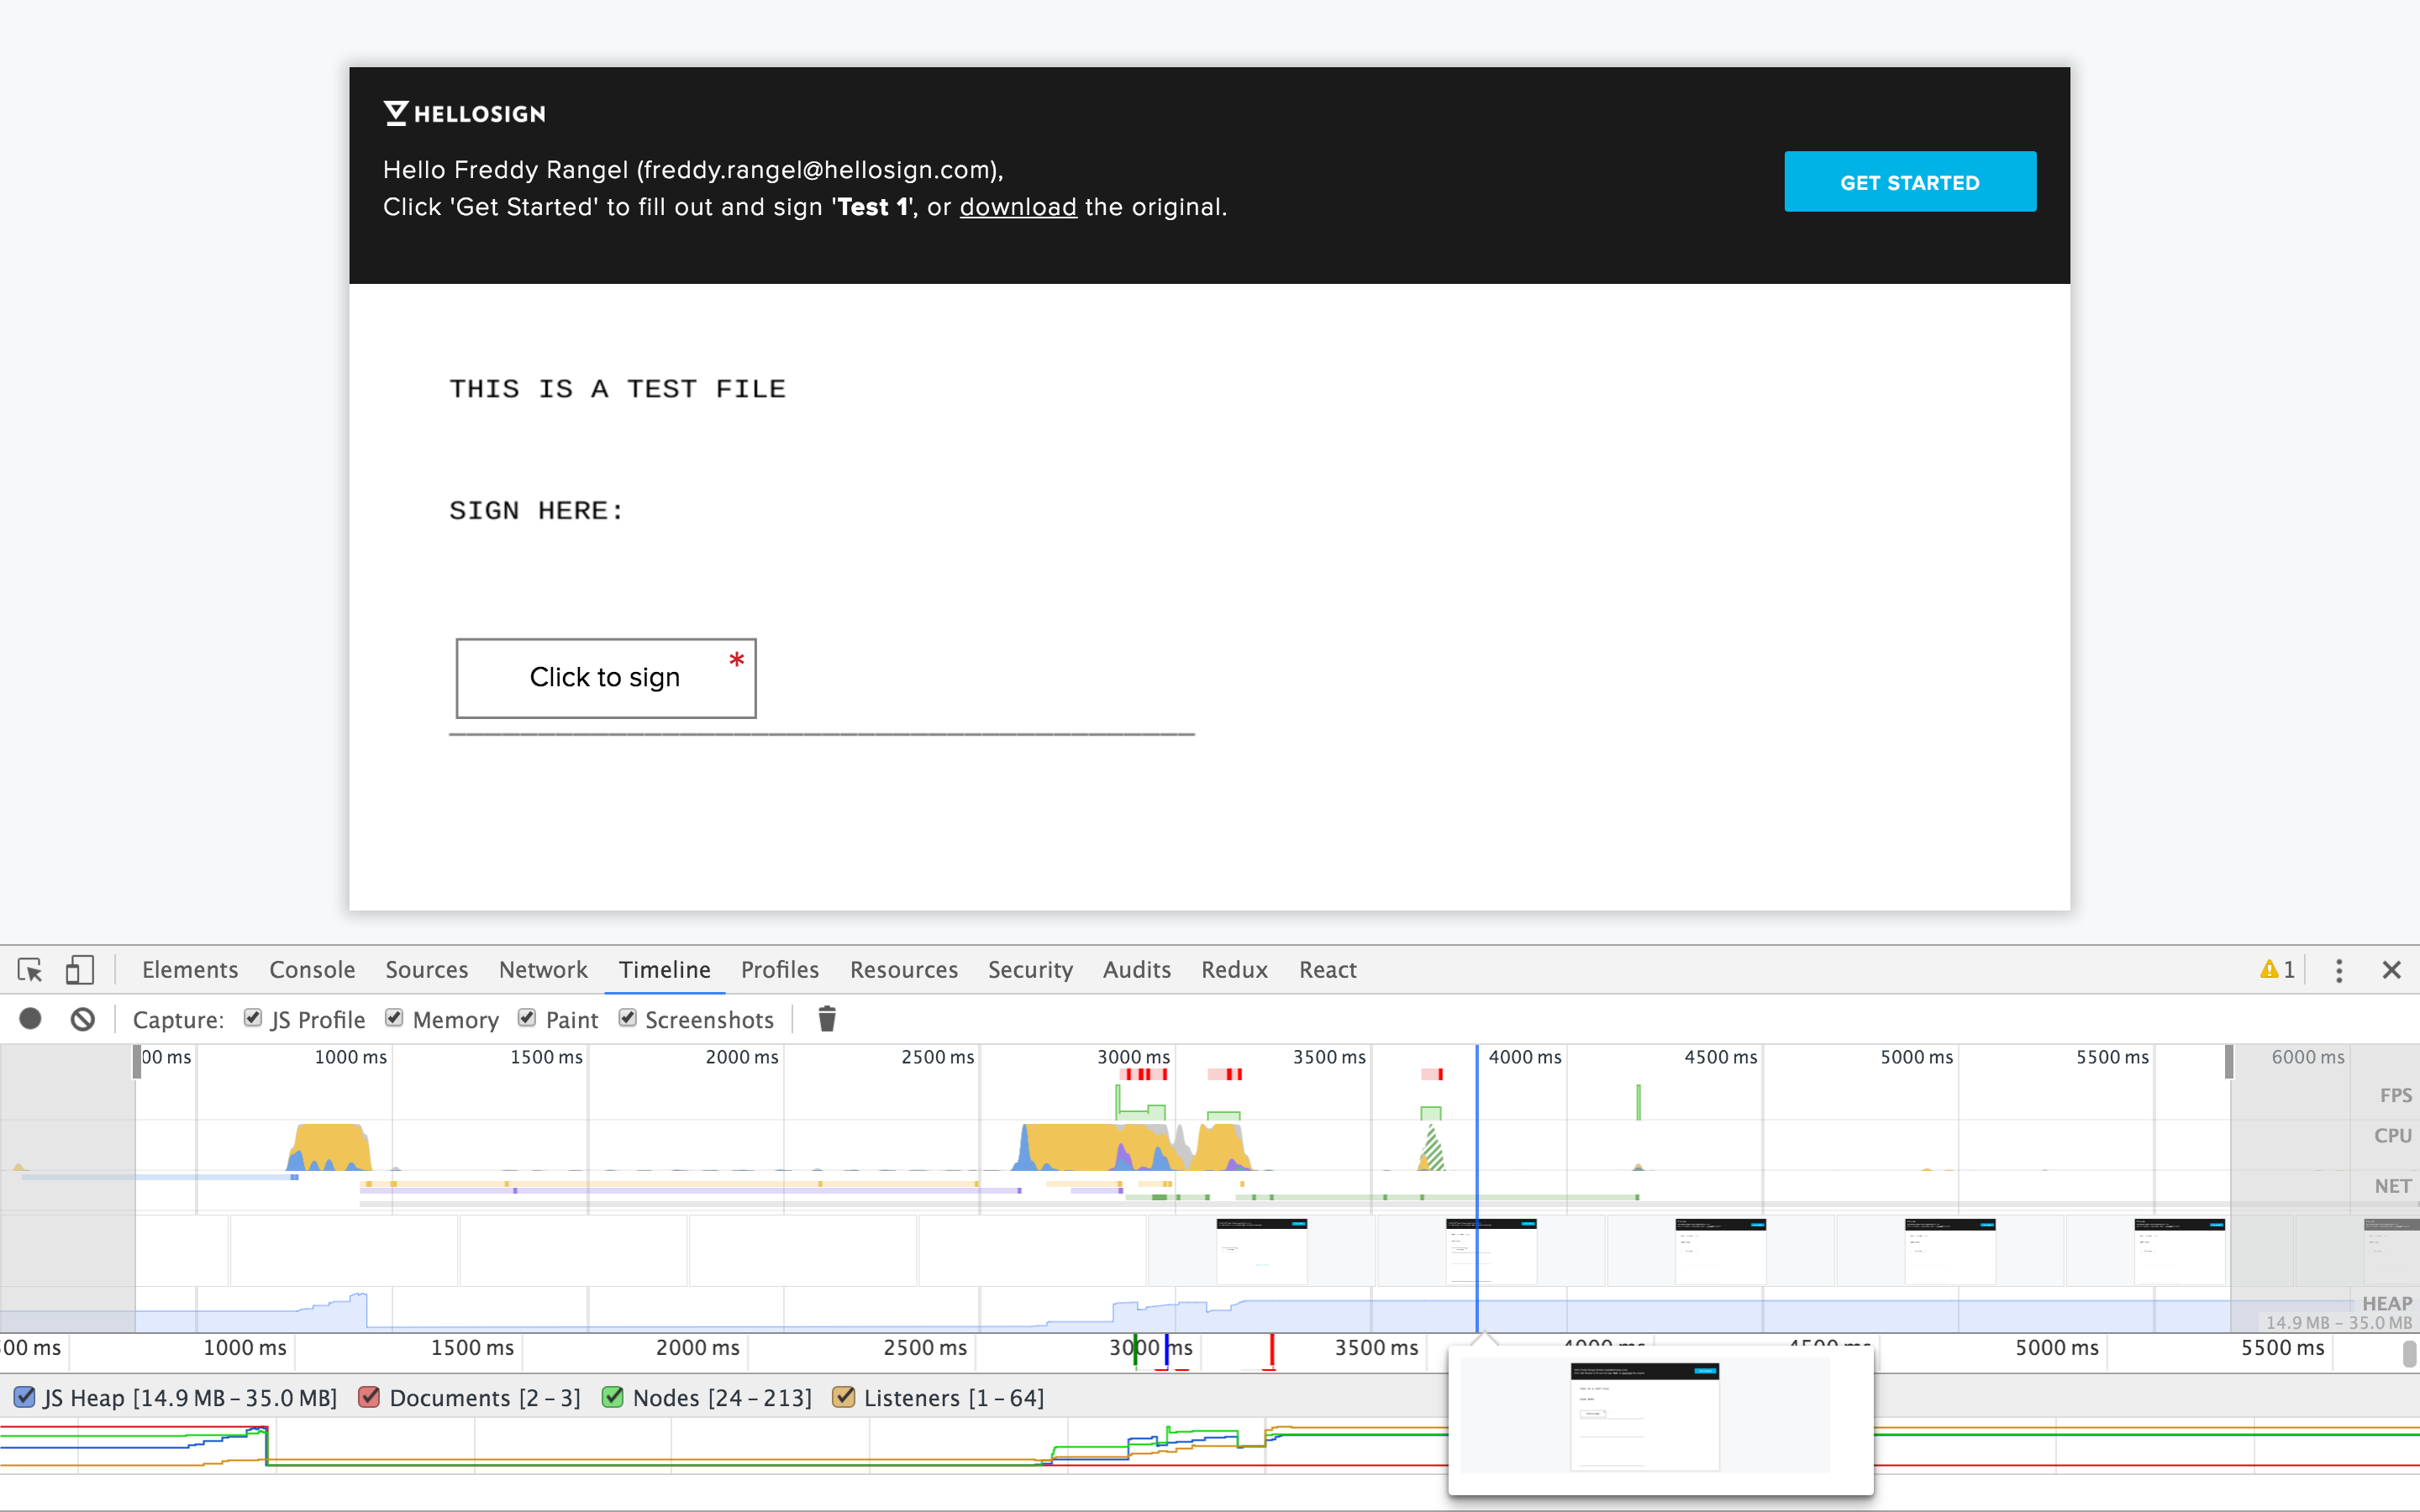 HELLOSIGN
Hello Freddy Rangel (freddy.rangel@hellosign.com),
Click 'Get Started' to fill out and sign 'Test 1', or download the original.
GET STARTED
THIS IS A TEST FILE
SIGN HERE:
Click to sign *
Elements Console Sources Network Timeline Profiles Resources Security Audits Redux React 1
Capture: JS Profile Memory Paint Screenshots
00 ms 1000 ms 1500 ms 2000 ms 2500 ms 3000 ms 3500 ms 4000 ms 4500 ms 5000 ms 5500 ms 6000 ms
FPS
CPU
NET
HEAP
14.9 MB – 35.0 MB
00 ms 1000 ms 1500 ms 2000 ms 2500 ms 3000 ms 3500 ms 4000 ms 4500 ms 5000 ms 5500 ms
JS Heap [14.9 MB – 35.0 MB] Documents [2 – 3] Nodes [24 – 213] Listeners [1 – 64]